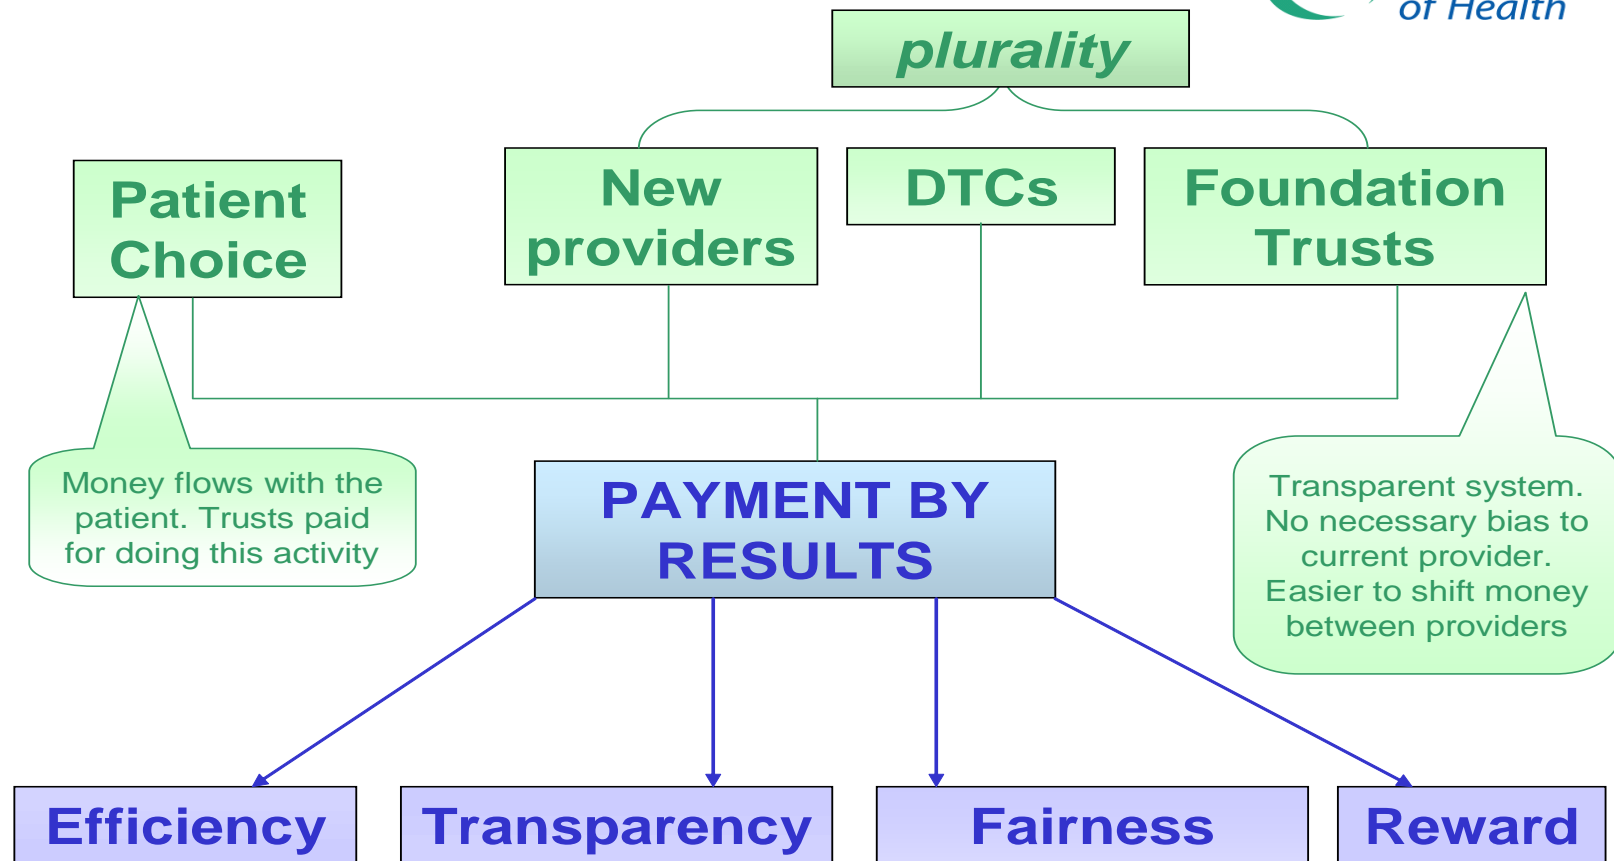 of Health
plurality
Patient
Choice
New
providers
DTCs
Foundation
Trusts
Money flows with the
patient. Trusts paid
for doing this activity
PAYMENT BY
RESULTS
Transparent system.
No necessary bias to
current provider.
Easier to shift money
between providers
Efficiency
Transparency
Fairness
Reward